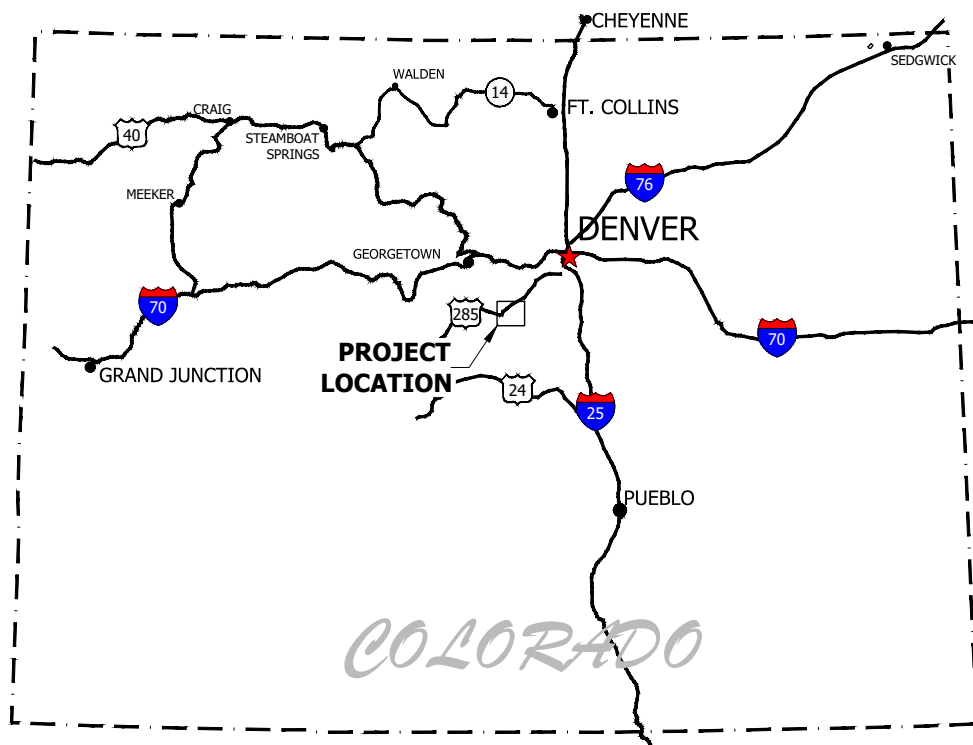 CHEYENNE
SEDGWICK
WALDEN
14
FT. COLLINS
CRAIG
40
STEAMBOAT
SPRINGS
76
MEEKER
DENVER
GEORGETOWN
70
285
70
PROJECT
LOCATION
GRAND JUNCTION
24
25
PUEBLO
COLORADO